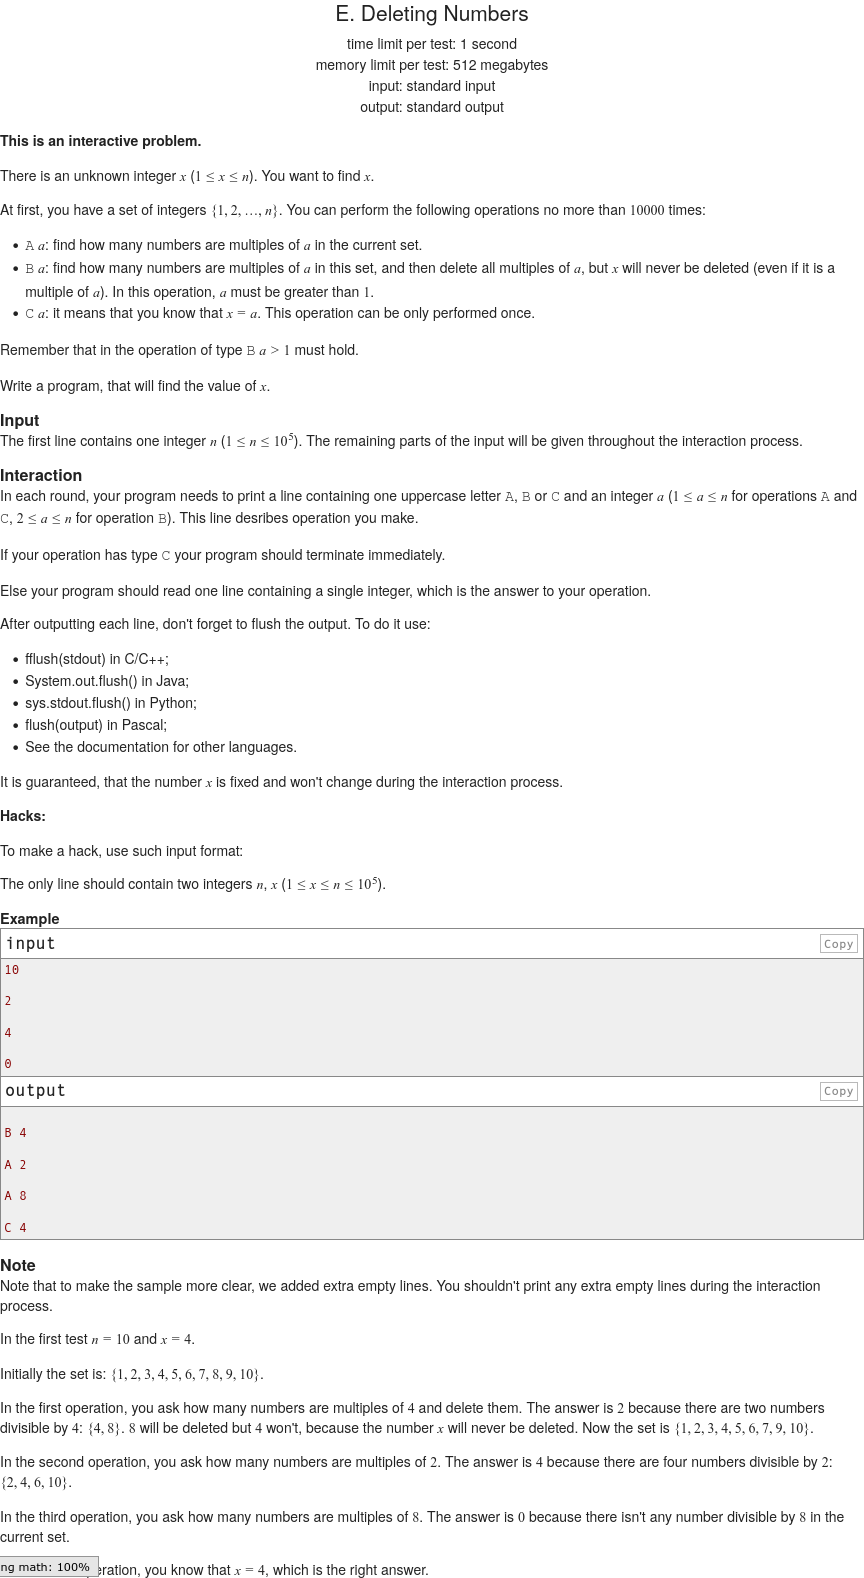 E. Deleting Numbers
time limit per test: 1 second
memory limit per test: 512 megabytes
input: standard input
output: standard output
This is an interactive problem.
There is an unknown integer x (1 ≤ x ≤ n). You want to find x.
At first, you have a set of integers {1, 2, …, n}. You can perform the following operations no more than 10000 times:
• A a: find how many numbers are multiples of a in the current set.
• B a: find how many numbers are multiples of a in this set, and then delete all multiples of a, but x will never be deleted (even if it is a
multiple of a). In this operation, a must be greater than 1.
• C a: it means that you know that x = a. This operation can be only performed once.
Remember that in the operation of type B a > 1 must hold.
Write a program, that will find the value of x.
Input
The first line contains one integer n (1 ≤ n ≤ 10⁵). The remaining parts of the input will be given throughout the interaction process.
Interaction
In each round, your program needs to print a line containing one uppercase letter A, B or C and an integer a (1 ≤ a ≤ n for operations A and
C, 2 ≤ a ≤ n for operation B). This line desribes operation you make.
If your operation has type C your program should terminate immediately.
Else your program should read one line containing a single integer, which is the answer to your operation.
After outputting each line, don't forget to flush the output. To do it use:
• fflush(stdout) in C/C++;
• System.out.flush() in Java;
• sys.stdout.flush() in Python;
• flush(output) in Pascal;
• See the documentation for other languages.
It is guaranteed, that the number x is fixed and won't change during the interaction process.
Hacks:
To make a hack, use such input format:
The only line should contain two integers n, x (1 ≤ x ≤ n ≤ 10⁵).
Example
input
Copy
10
2
4
0
output
Copy
B 4
A 2
A 8
C 4
Note
Note that to make the sample more clear, we added extra empty lines. You shouldn't print any extra empty lines during the interaction
process.
In the first test n = 10 and x = 4.
Initially the set is: {1, 2, 3, 4, 5, 6, 7, 8, 9, 10}.
In the first operation, you ask how many numbers are multiples of 4 and delete them. The answer is 2 because there are two numbers
divisible by 4: {4, 8}. 8 will be deleted but 4 won't, because the number x will never be deleted. Now the set is {1, 2, 3, 4, 5, 6, 7, 9, 10}.
In the second operation, you ask how many numbers are multiples of 2. The answer is 4 because there are four numbers divisible by 2:
{2, 4, 6, 10}.
In the third operation, you ask how many numbers are multiples of 8. The answer is 0 because there isn't any number divisible by 8 in the
current set.
ng math: 100%
eration, you know that x = 4, which is the right answer.